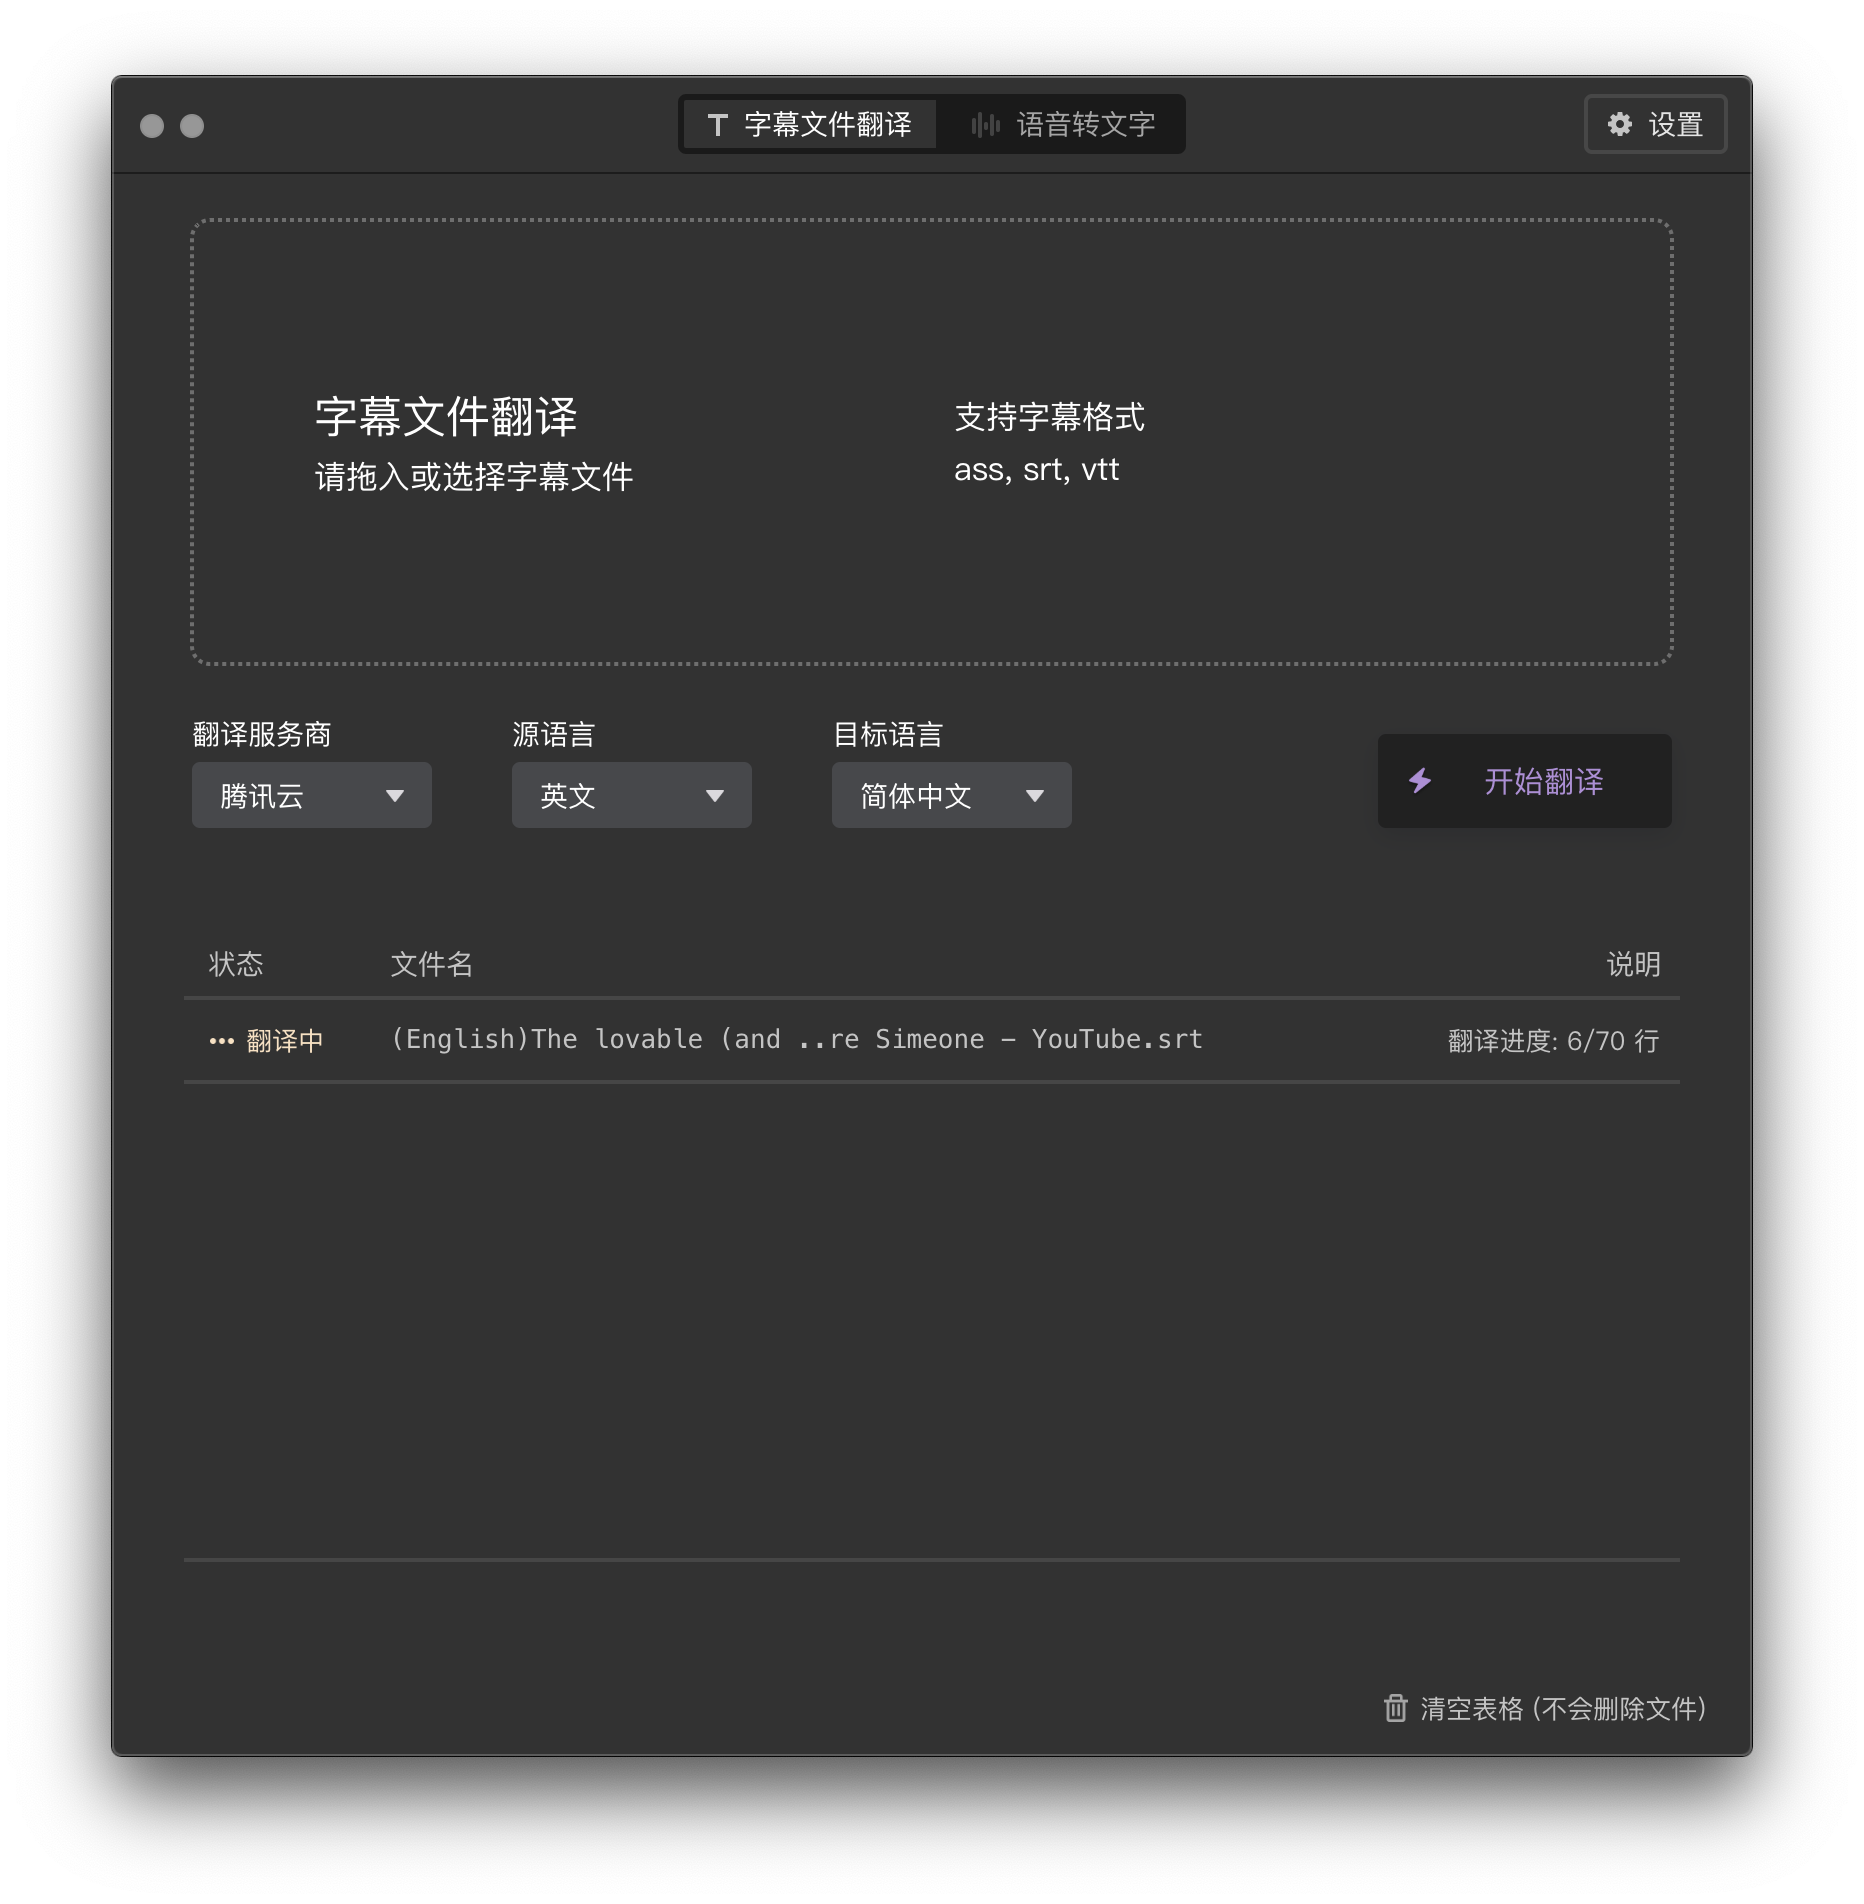 字幕文件翻译
语音转文字
设置
字幕文件翻译
请拖入或选择字幕文件
支持字幕格式
ass, srt, vtt
翻译服务商
源语言
目标语言
腾讯云
英文
简体中文
开始翻译
状态
文件名
说明
翻译中
(English)The lovable (and ..re Simeone - YouTube.srt
翻译进度: 6/70 行
清空表格 (不会删除文件)